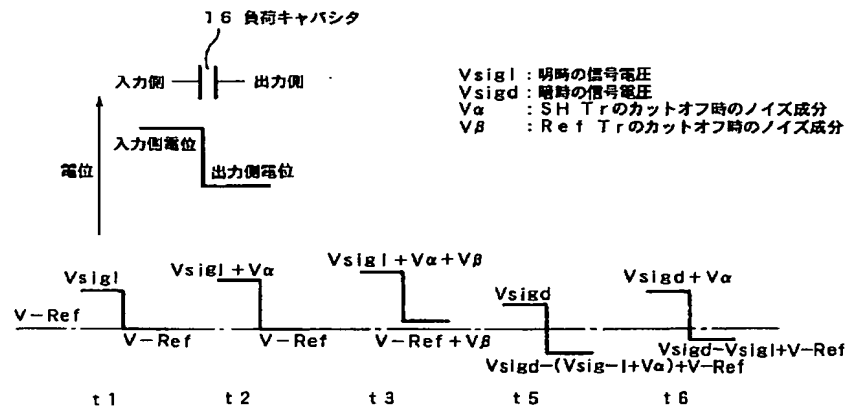 16 負荷キャパシタ
入力側
出力側
Vsigl:明時の信号電圧
Vsigd:暗時の信号電圧
Vα:SH Trのカットオフ時のノイズ成分
Vβ:Ref Trのカットオフ時のノイズ成分
電位
入力側電位
出力側電位
Vsigl
Vsigl+Vα
Vsigl+Vα+Vβ
Vsigd
Vsigd+Vα
V-Ref
V-Ref
V-Ref
V-Ref+Vβ
Vsigd-(Vsig-l+Vα)+V-Ref
Vsigd-Vsigl+V-Ref
t1
t2
t3
t5
t6